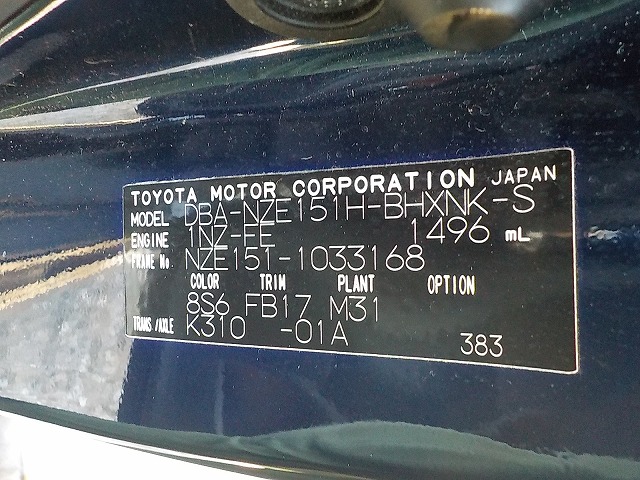 TOYOTA MOTOR CORPORATION JAPAN
MODEL DBA-NZE151H-BHXNK-S
ENGINE 1NZ-FE 1496 mL
FRAME No NZE151-1033168
COLOR TRIM PLANT OPTION
8S6 FB17 M31
TRANS/AXLE K310 -01A
383